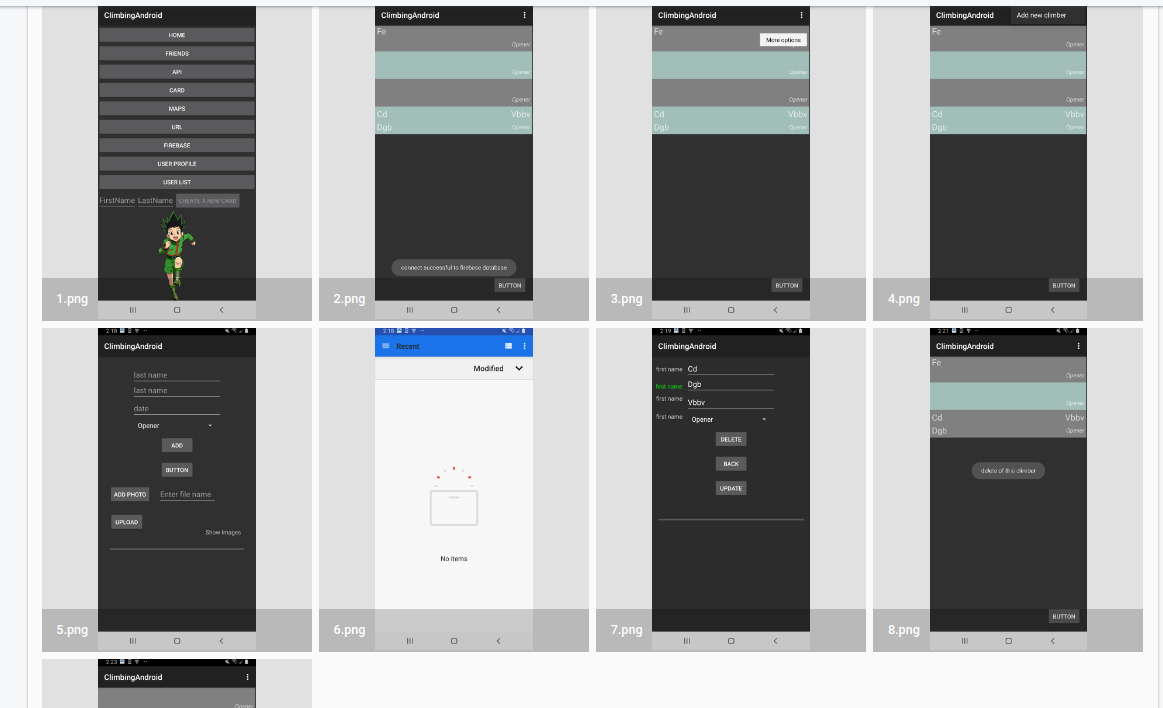 ClimbingAndroid
HOME
FRIENDS
API
CARD
MAPS
URL
FIREBASE
USER PROFILE
USER LIST
FirstName LastName CREATE A NEW CARD
1.png
ClimbingAndroid
Fe
Opener
Opener
Opener
Cd Vbbv
Dgb Opener
connect successful to firebase database
BUTTON
2.png
ClimbingAndroid
Fe
More options
Opener
Opener
Opener
Cd Vbbv
Dgb Opener
BUTTON
3.png
ClimbingAndroid Add new climber
Fe
Opener
Opener
Opener
Cd Vbbv
Dgb Opener
BUTTON
4.png
2:18
ClimbingAndroid
last name
last name
date
Opener
ADD
BUTTON
ADD PHOTO Enter file name
UPLOAD
Show Images
5.png
2:18
Recent
Modified
No items
6.png
2:19
ClimbingAndroid
first name Cd
first name Dgb
first name Vbbv
first name Opener
DELETE
BACK
UPDATE
7.png
2:21
ClimbingAndroid
Fe
Opener
Opener
Cd Vbbv
Dgb Opener
delete of this climber
BUTTON
8.png
2:23
ClimbingAndroid
Opener